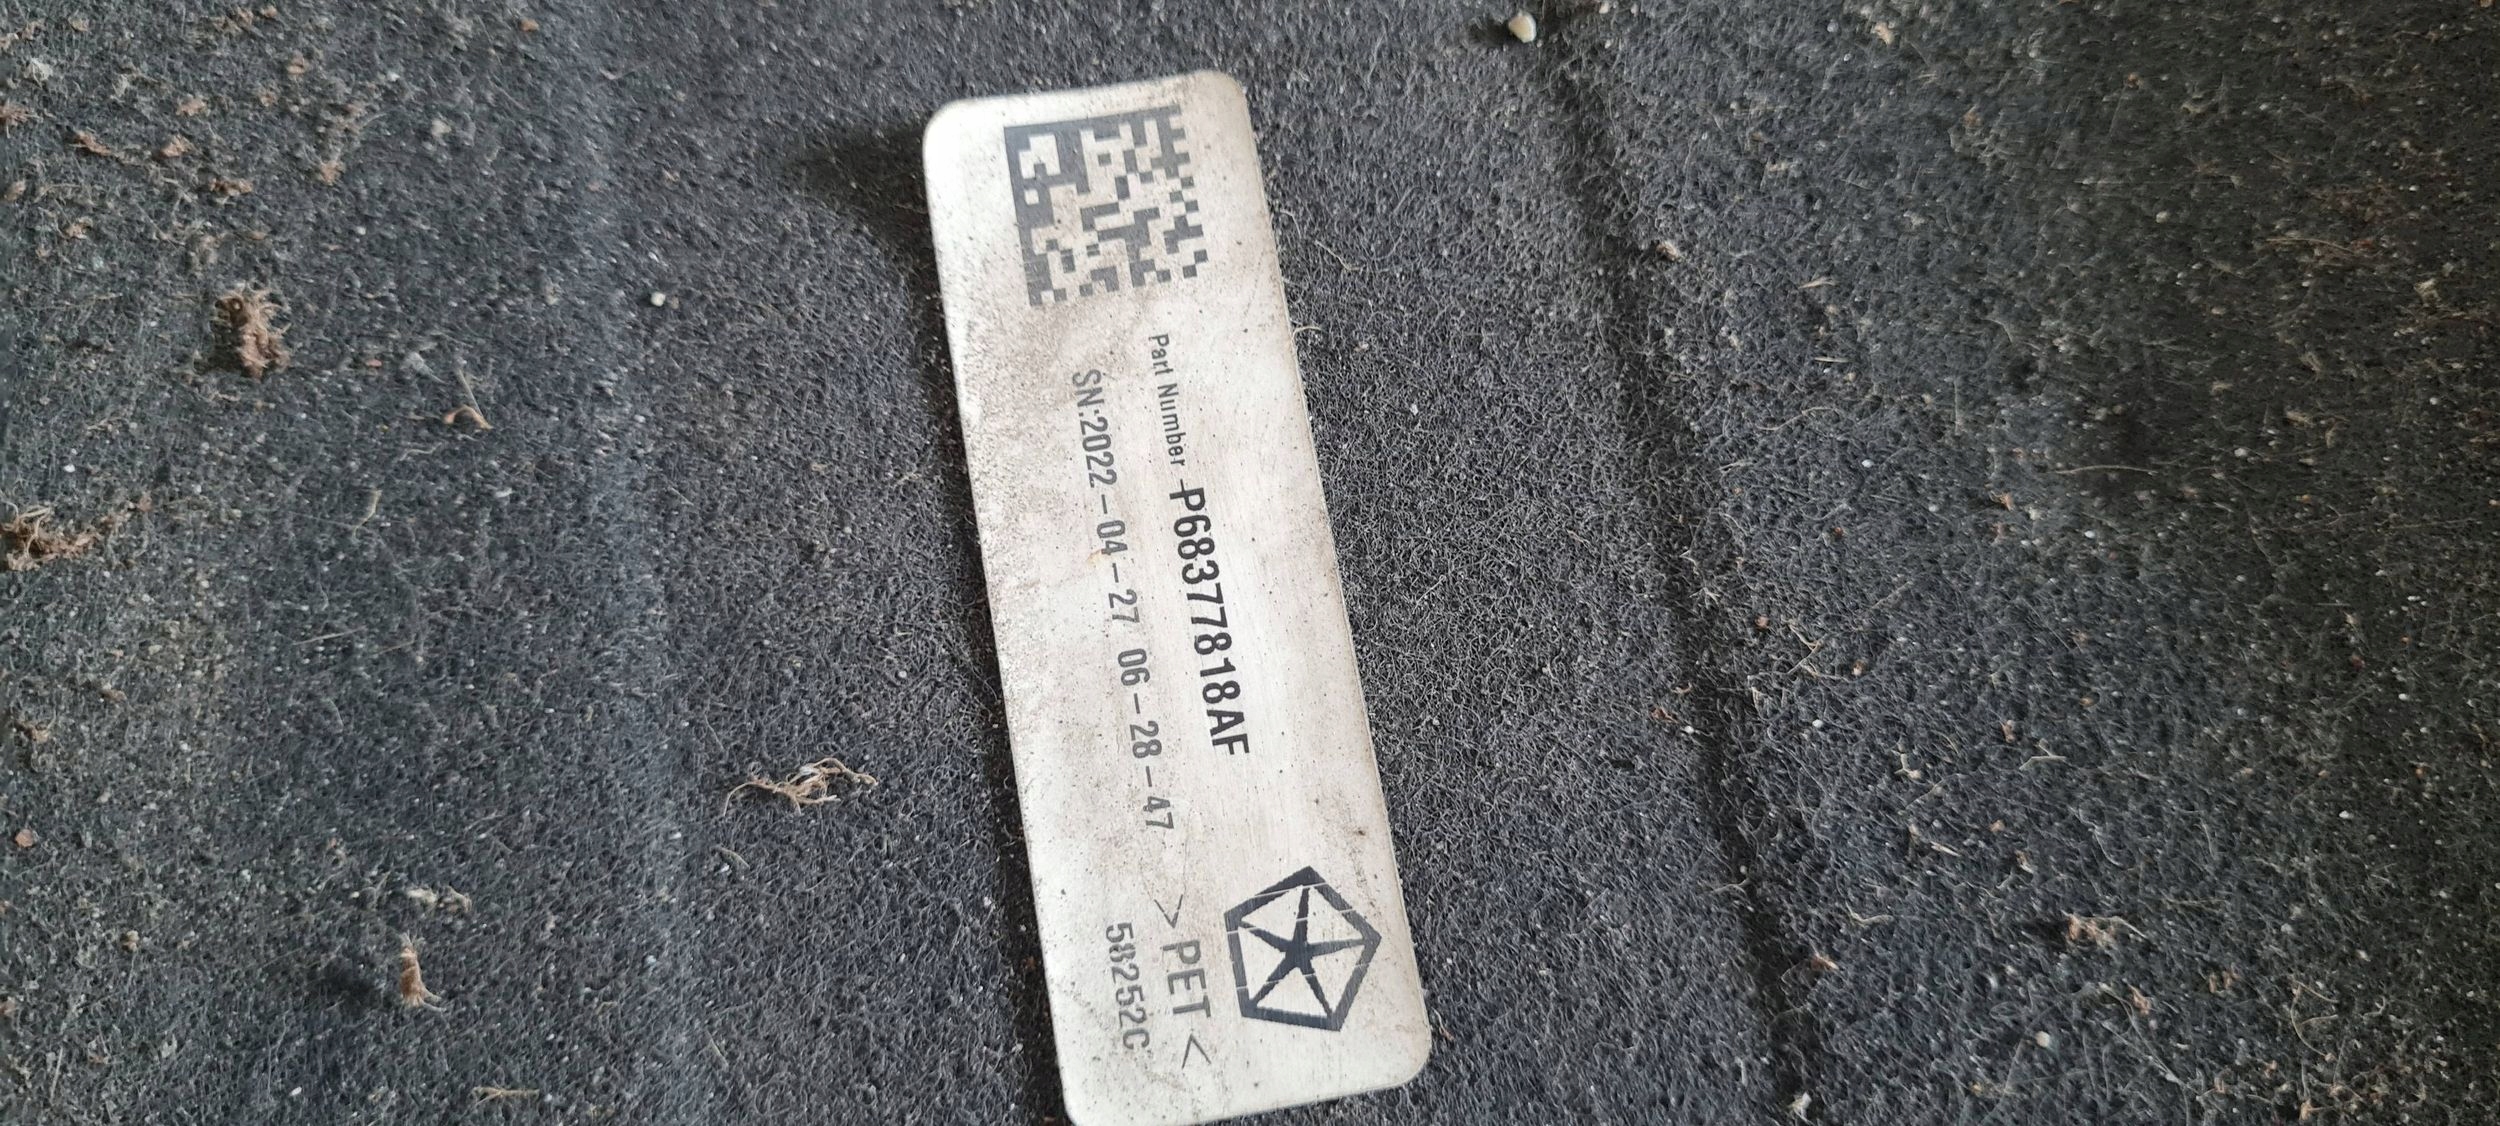 Part Number P68377818AF
SN:2022-04-27 06-28-47
>PET<
58252C